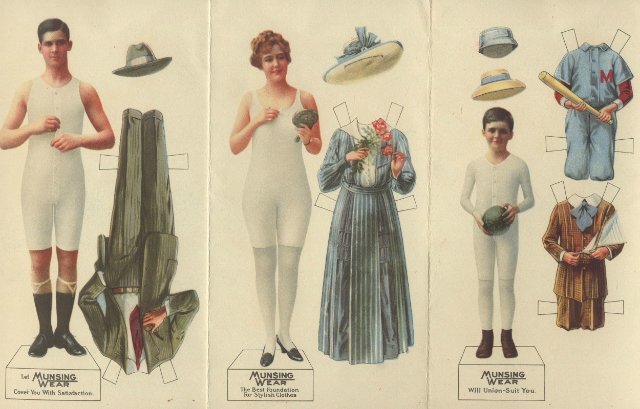 Let
MUNSING
WEAR
Cover You With Satisfaction.
MUNSING
WEAR
The Best Foundation
For Stylish Clothes
M
MUNSING
WEAR
Will Union-Suit You.